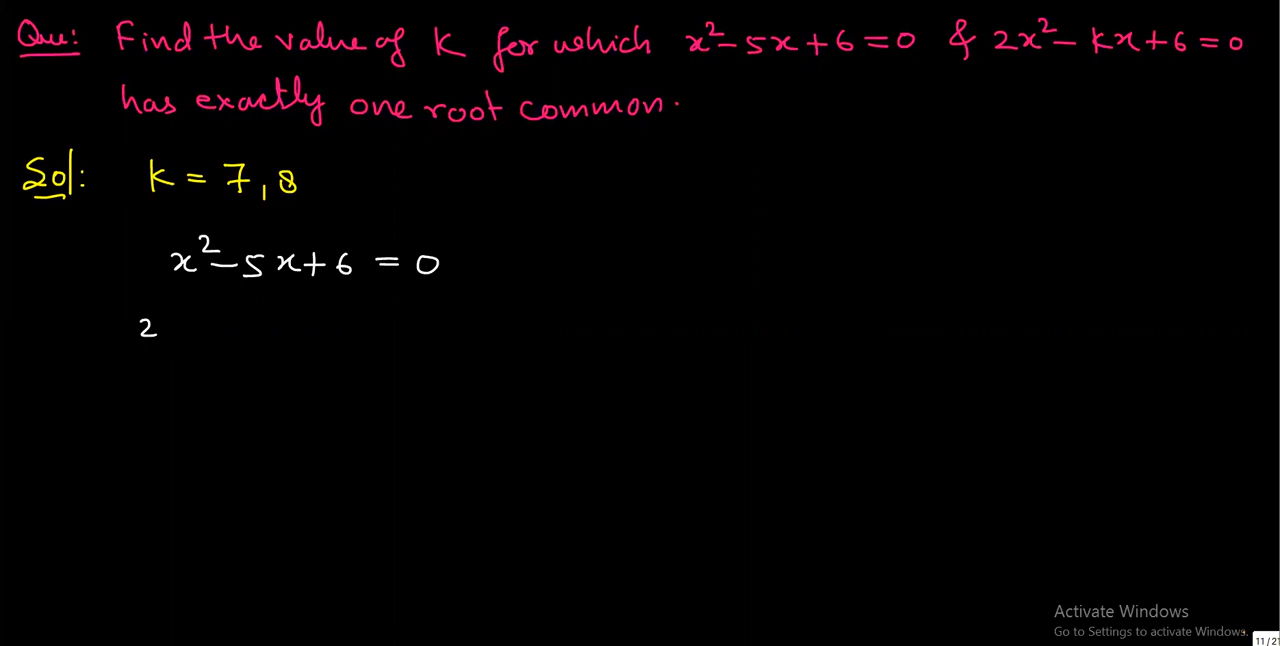 Que: Find the value of K for which x²-5x+6=0 & 2x²-Kx+6=0
has exactly one root common.
Sol: K = 7, 8
x²-5x+6 = 0
2
Activate Windows
Go to Settings to activate Windows.
11/21